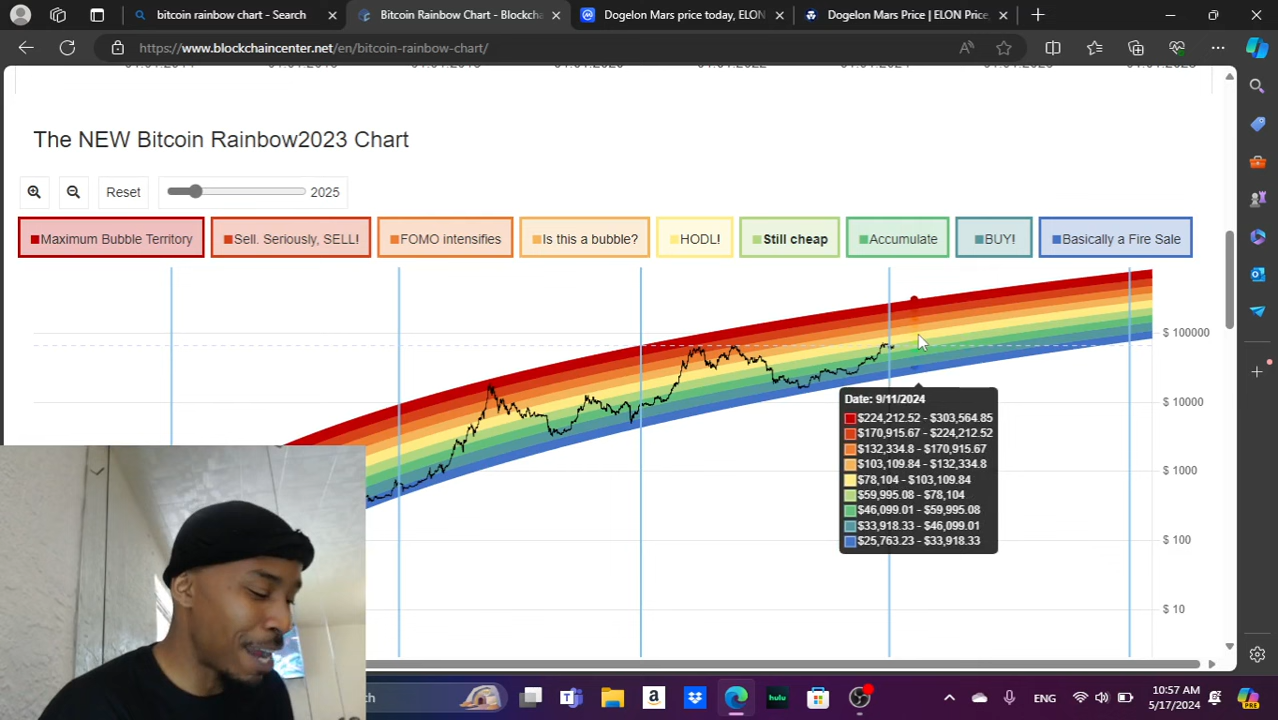 bitcoin rainbow chart - Search
Bitcoin Rainbow Chart - Blockcha
Dogelon Mars price today, ELON
Dogelon Mars Price | ELON Price,
https://www.blockchaincenter.net/en/bitcoin-rainbow-chart/
The NEW Bitcoin Rainbow2023 Chart
Reset
2025
Maximum Bubble Territory
Sell. Seriously, SELL!
FOMO intensifies
Is this a bubble?
HODL!
Still cheap
Accumulate
BUY!
Basically a Fire Sale
$ 100000
$ 10000
$ 1000
$ 100
$ 10
Date: 9/11/2024
$224,212.52 - $303,564.85
$170,915.67 - $224,212.52
$132,334.8 - $170,915.67
$103,109.84 - $132,334.8
$78,104 - $103,109.84
$59,995.08 - $78,104
$46,099.01 - $59,995.08
$33,918.33 - $46,099.01
$25,763.23 - $33,918.33
hulu
ENG
10:57 AM
5/17/2024
PRE